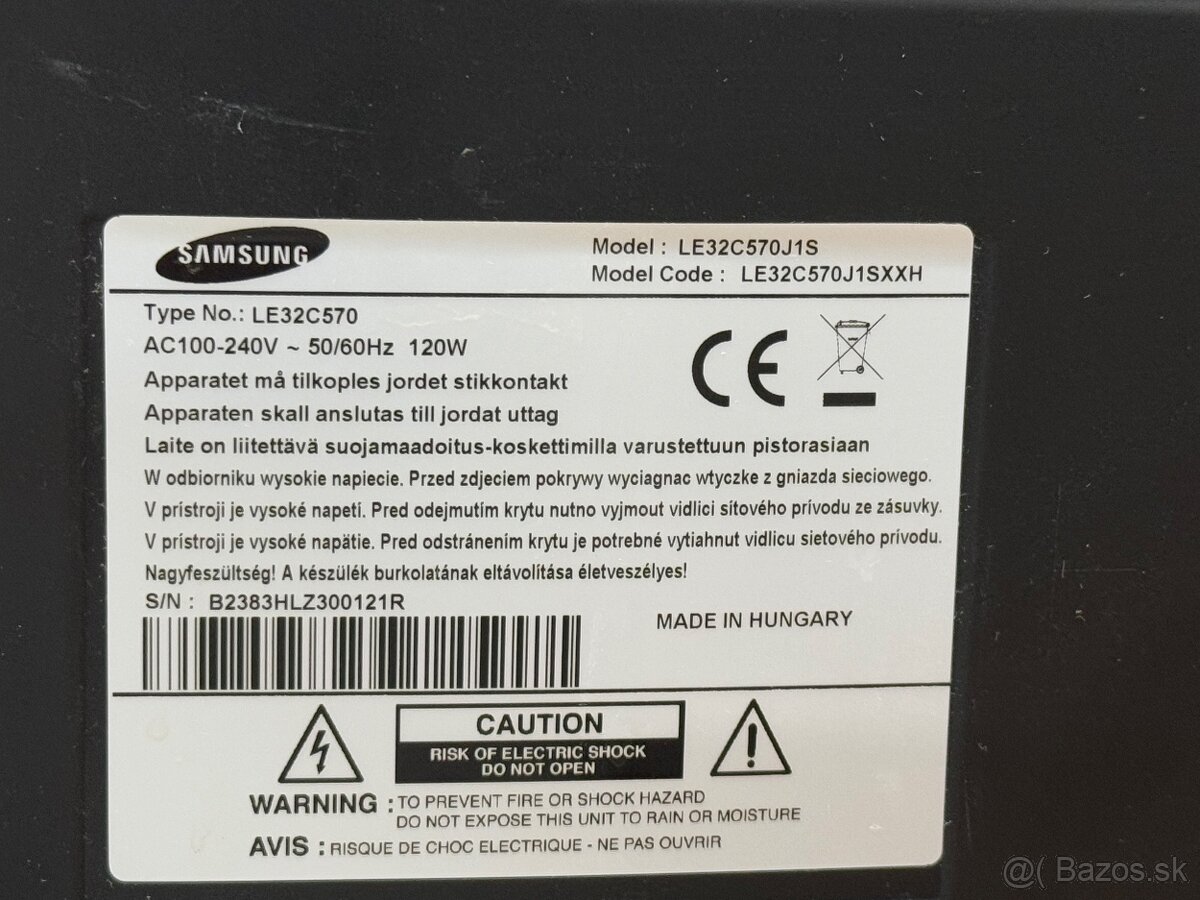 SAMSUNG
Model : LE32C570J1S
Model Code : LE32C570J1SXXH
Type No.: LE32C570
AC100-240V ~ 50/60Hz 120W
Apparatet må tilkoples jordet stikkontakt
Apparaten skall anslutas till jordat uttag
Laite on liitettävä suojamaadoitus-koskettimilla varustettuun pistorasiaan
W odbiorniku wysokie napiecie. Przed zdjeciem pokrywy wyciagnac wtyczke z gniazda sieciowego.
V prístroji je vysoké napetí. Pred odejmutím krytu nutno vyjmout vidlici sítového prívodu ze zásuvky.
V prístroji je vysoké napätie. Pred odstránením krytu je potrebné vytiahnut vidlicu sietového prívodu.
Nagyfeszültség! A készülék burkolatának eltávolítása életveszélyes!
S/N : B2383HLZ300121R
MADE IN HUNGARY
CE
CAUTION
RISK OF ELECTRIC SHOCK
DO NOT OPEN
WARNING : TO PREVENT FIRE OR SHOCK HAZARD
DO NOT EXPOSE THIS UNIT TO RAIN OR MOISTURE
AVIS : RISQUE DE CHOC ELECTRIQUE - NE PAS OUVRIR
@( Bazos.sk